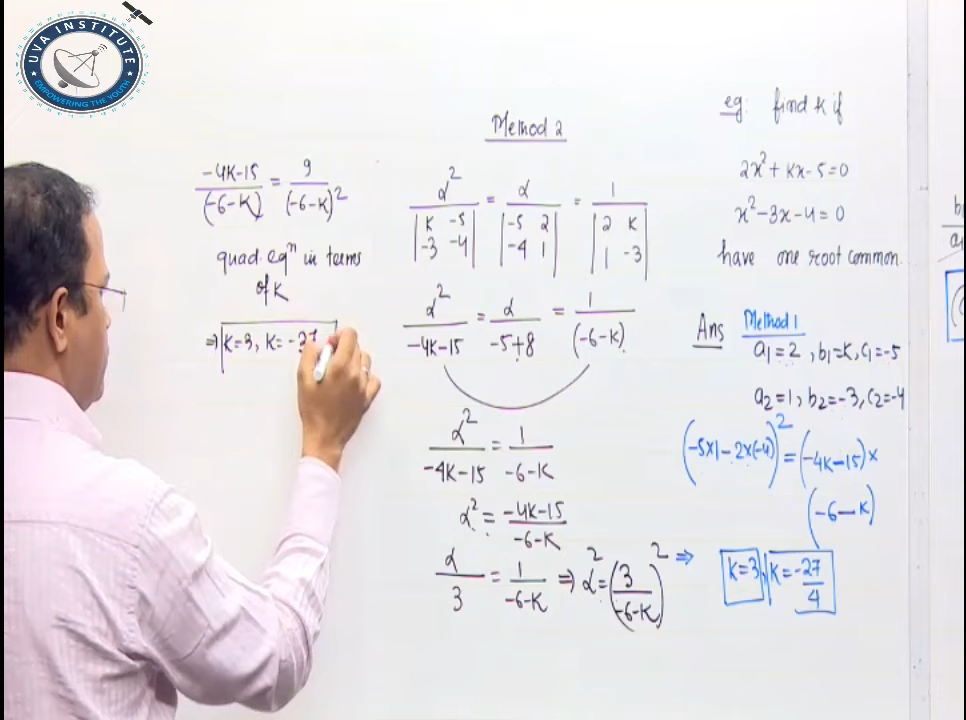 UVA INSTITUTE
EMPOWERING THE YOUTH
-4K-15 / (-6-K) = 9 / (-6-K)²
quad. eqⁿ in terms
of K
⇒ K=3, K= -27
Method 2
α² / |K -5; -3 -4| = α / |-5 2; -4 1| = 1 / |2 K; 1 -3|
α² / -4K-15 = α / -5+8 = 1 / (-6-K)
α² / -4K-15 = 1 / -6-K
α² = -4K-15 / -6-K
α / 3 = 1 / -6-K ⇒ α² = (3 / -6-K)² ⇒
eg: find K if
2x² + Kx - 5 = 0
x² - 3x - 4 = 0
have one root common.
Ans Method 1
a₁=2, b₁=K, c₁=-5
a₂=1, b₂=-3, c₂=-4
(-5x1 - 2x(-4))² = (-4K-15) x
(-6-K)
K=3, K= -27/4